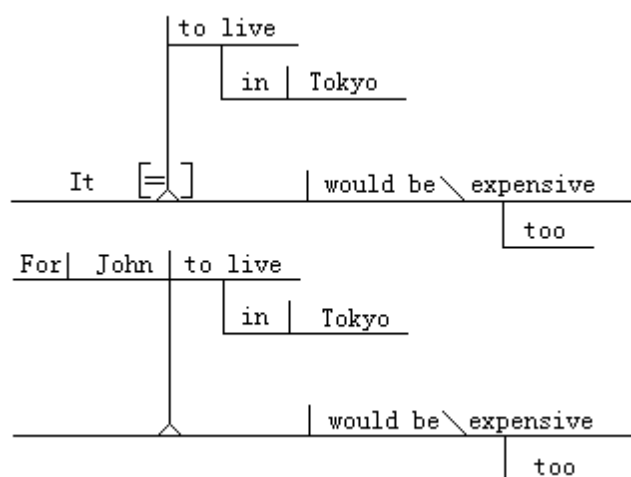 to live
in Tokyo
It [=] would be expensive
too
For John to live
in Tokyo
would be expensive
too